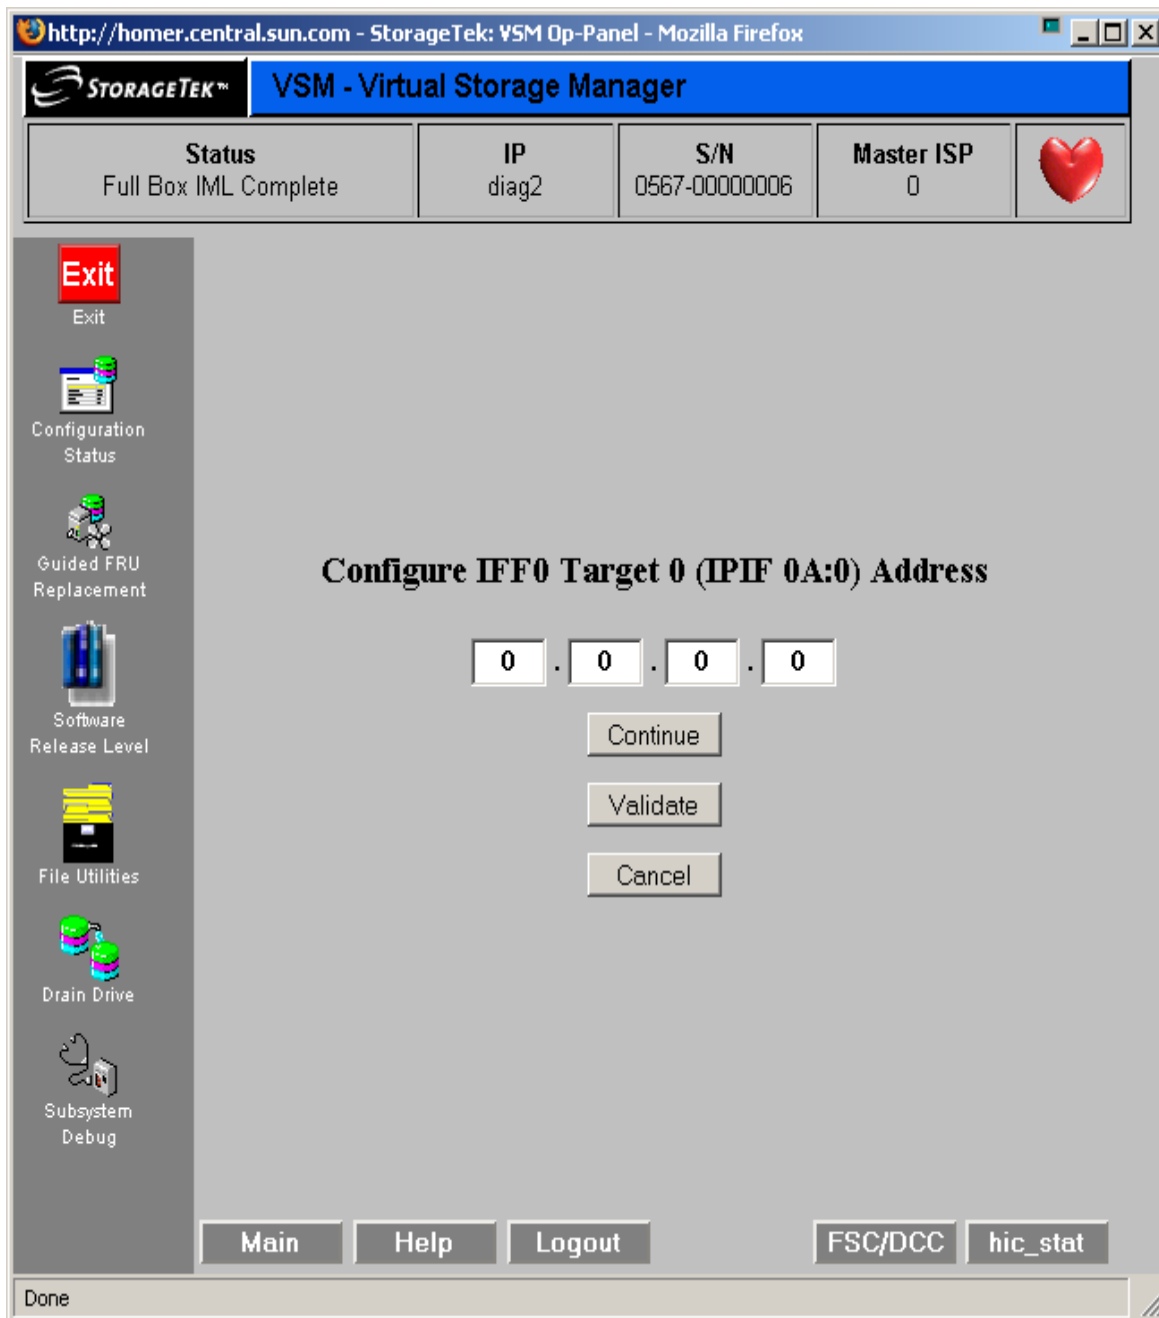 http://homer.central.sun.com - StorageTek: VSM Op-Panel - Mozilla Firefox
STORAGETEK™
VSM - Virtual Storage Manager
Status
Full Box IML Complete
IP
diag2
S/N
0567-00000006
Master ISP
0
Exit
Exit
Configuration
Status
Guided FRU
Replacement
Software
Release Level
File Utilities
Drain Drive
Subsystem
Debug
Configure IFF0 Target 0 (IPIF 0A:0) Address
0 . 0 . 0 . 0
Continue
Validate
Cancel
Main
Help
Logout
FSC/DCC
hic_stat
Done